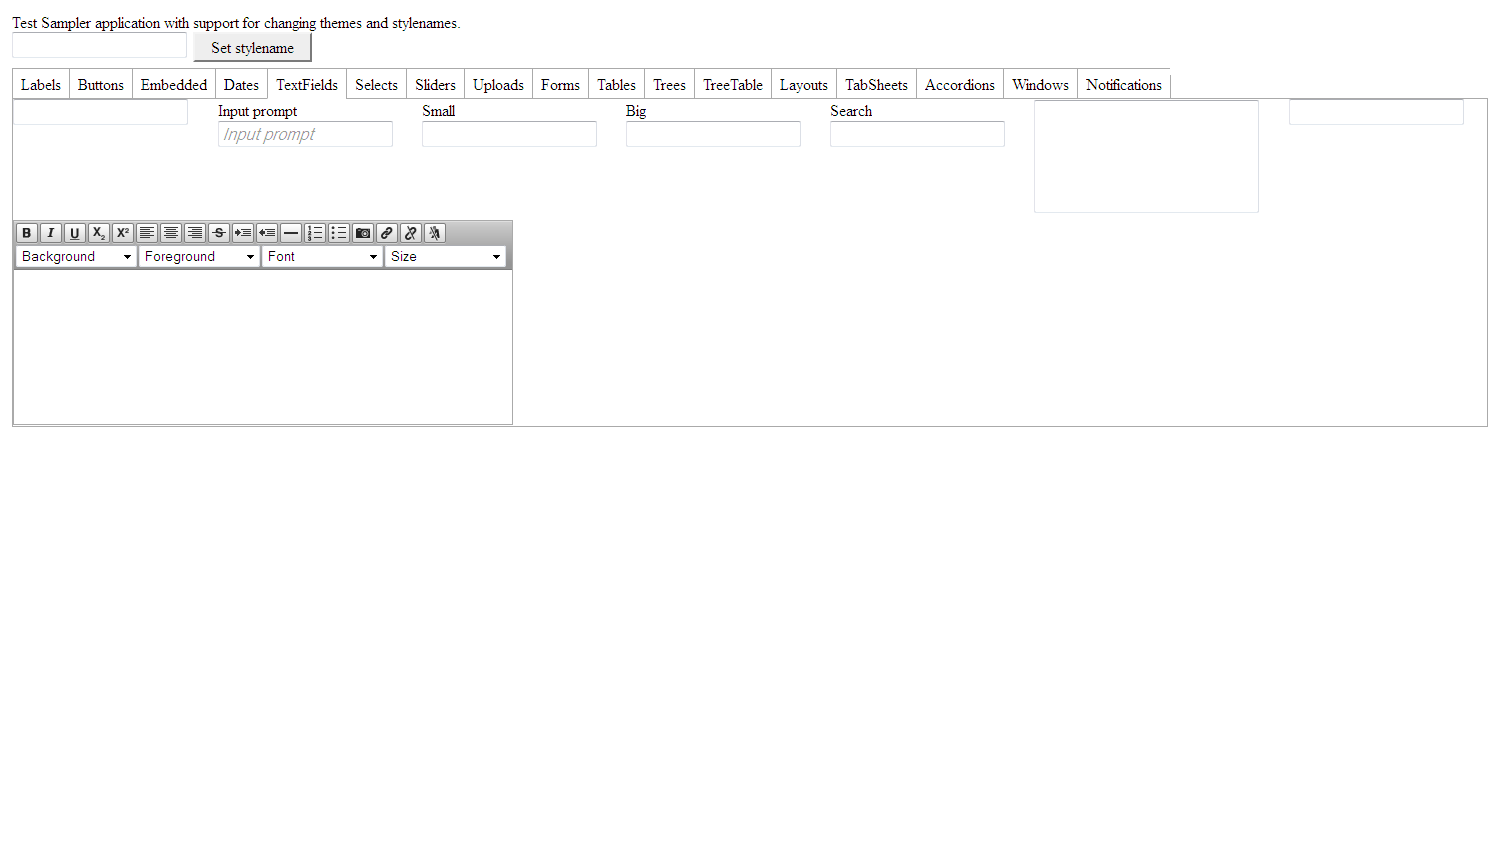 Test Sampler application with support for changing themes and stylenames.
Set stylename
Labels Buttons Embedded Dates TextFields Selects Sliders Uploads Forms Tables Trees TreeTable Layouts TabSheets Accordions Windows Notifications
Input prompt Small Big Search
Input prompt
B I U X2 X² S
Background Foreground Font Size